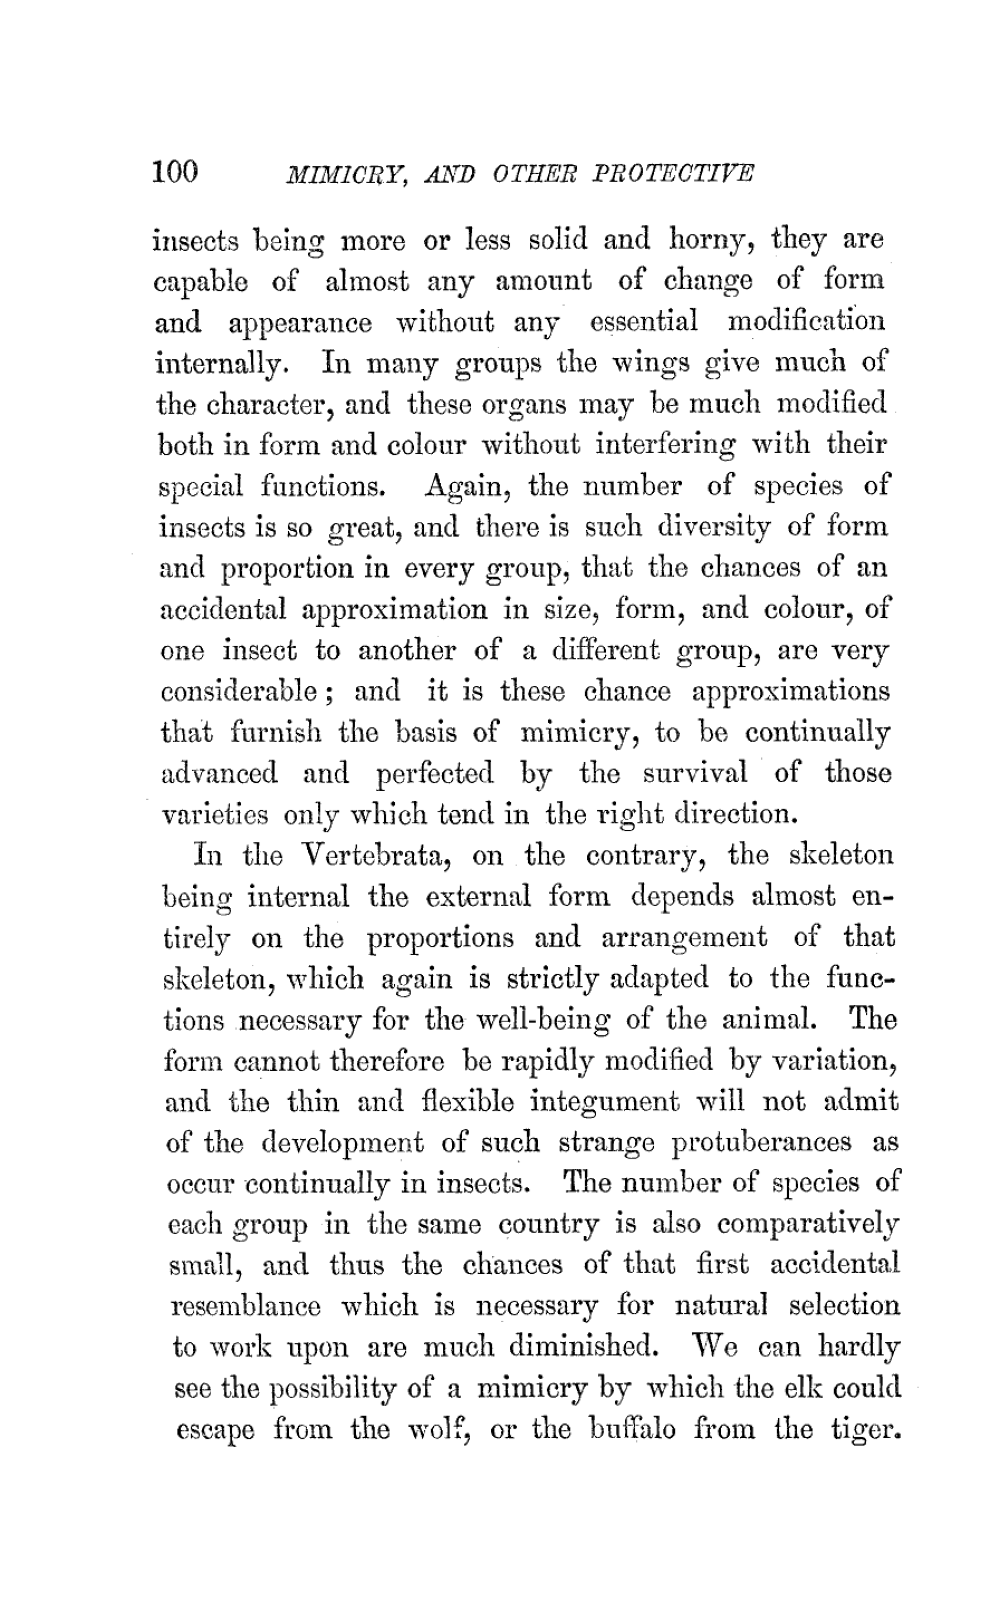 100 MIMICRY, AND OTHER PROTECTIVE
insects being more or less solid and horny, they are
capable of almost any amount of change of form
and appearance without any essential modification
internally. In many groups the wings give much of
the character, and these organs may be much modified
both in form and colour without interfering with their
special functions. Again, the number of species of
insects is so great, and there is such diversity of form
and proportion in every group, that the chances of an
accidental approximation in size, form, and colour, of
one insect to another of a different group, are very
considerable; and it is these chance approximations
that furnish the basis of mimicry, to be continually
advanced and perfected by the survival of those
varieties only which tend in the right direction.
In the Vertebrata, on the contrary, the skeleton
being internal the external form depends almost en-
tirely on the proportions and arrangement of that
skeleton, which again is strictly adapted to the func-
tions necessary for the well-being of the animal. The
form cannot therefore be rapidly modified by variation,
and the thin and flexible integument will not admit
of the development of such strange protuberances as
occur continually in insects. The number of species of
each group in the same country is also comparatively
small, and thus the chances of that first accidental
resemblance which is necessary for natural selection
to work upon are much diminished. We can hardly
see the possibility of a mimicry by which the elk could
escape from the wolf, or the buffalo from the tiger.